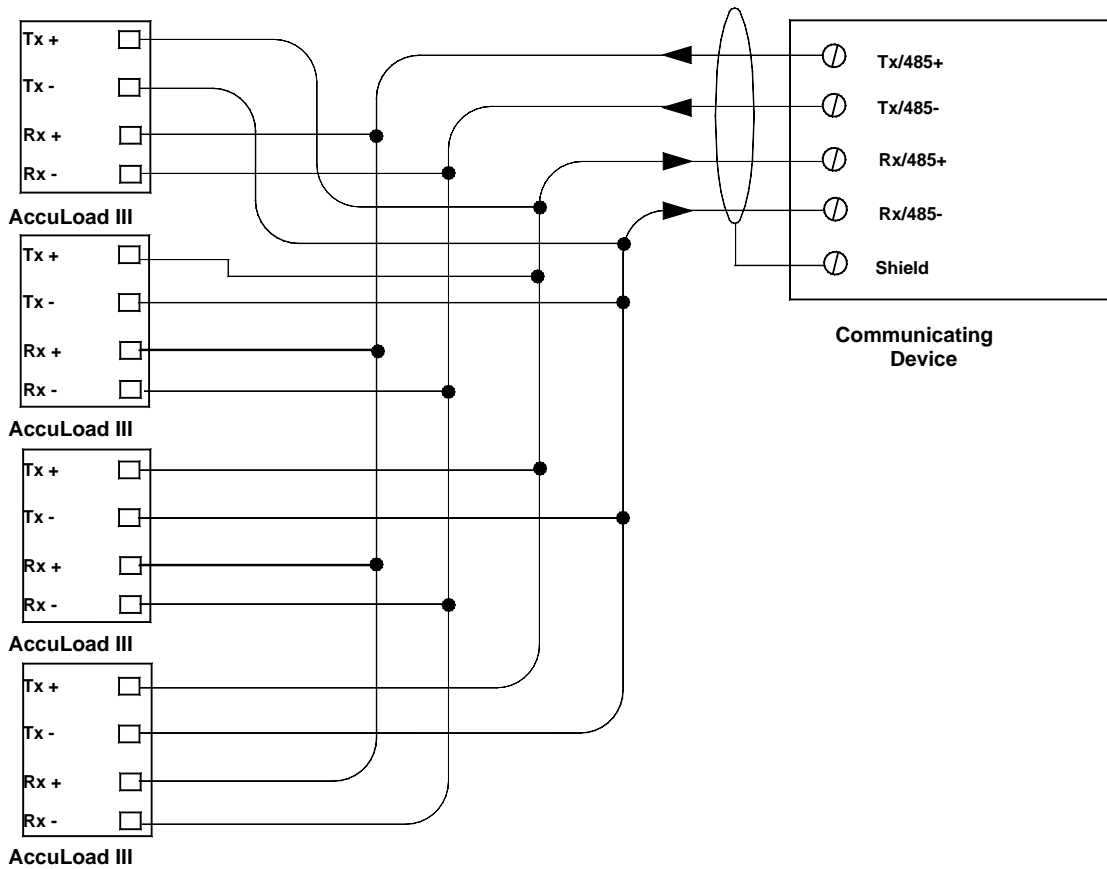 Tx +
Tx -
Rx +
Rx -
AccuLoad III
Tx +
Tx -
Rx +
Rx -
AccuLoad III
Tx +
Tx -
Rx +
Rx -
AccuLoad III
Tx +
Tx -
Rx +
Rx -
AccuLoad III
Tx/485+
Tx/485-
Rx/485+
Rx/485-
Shield
Communicating
Device